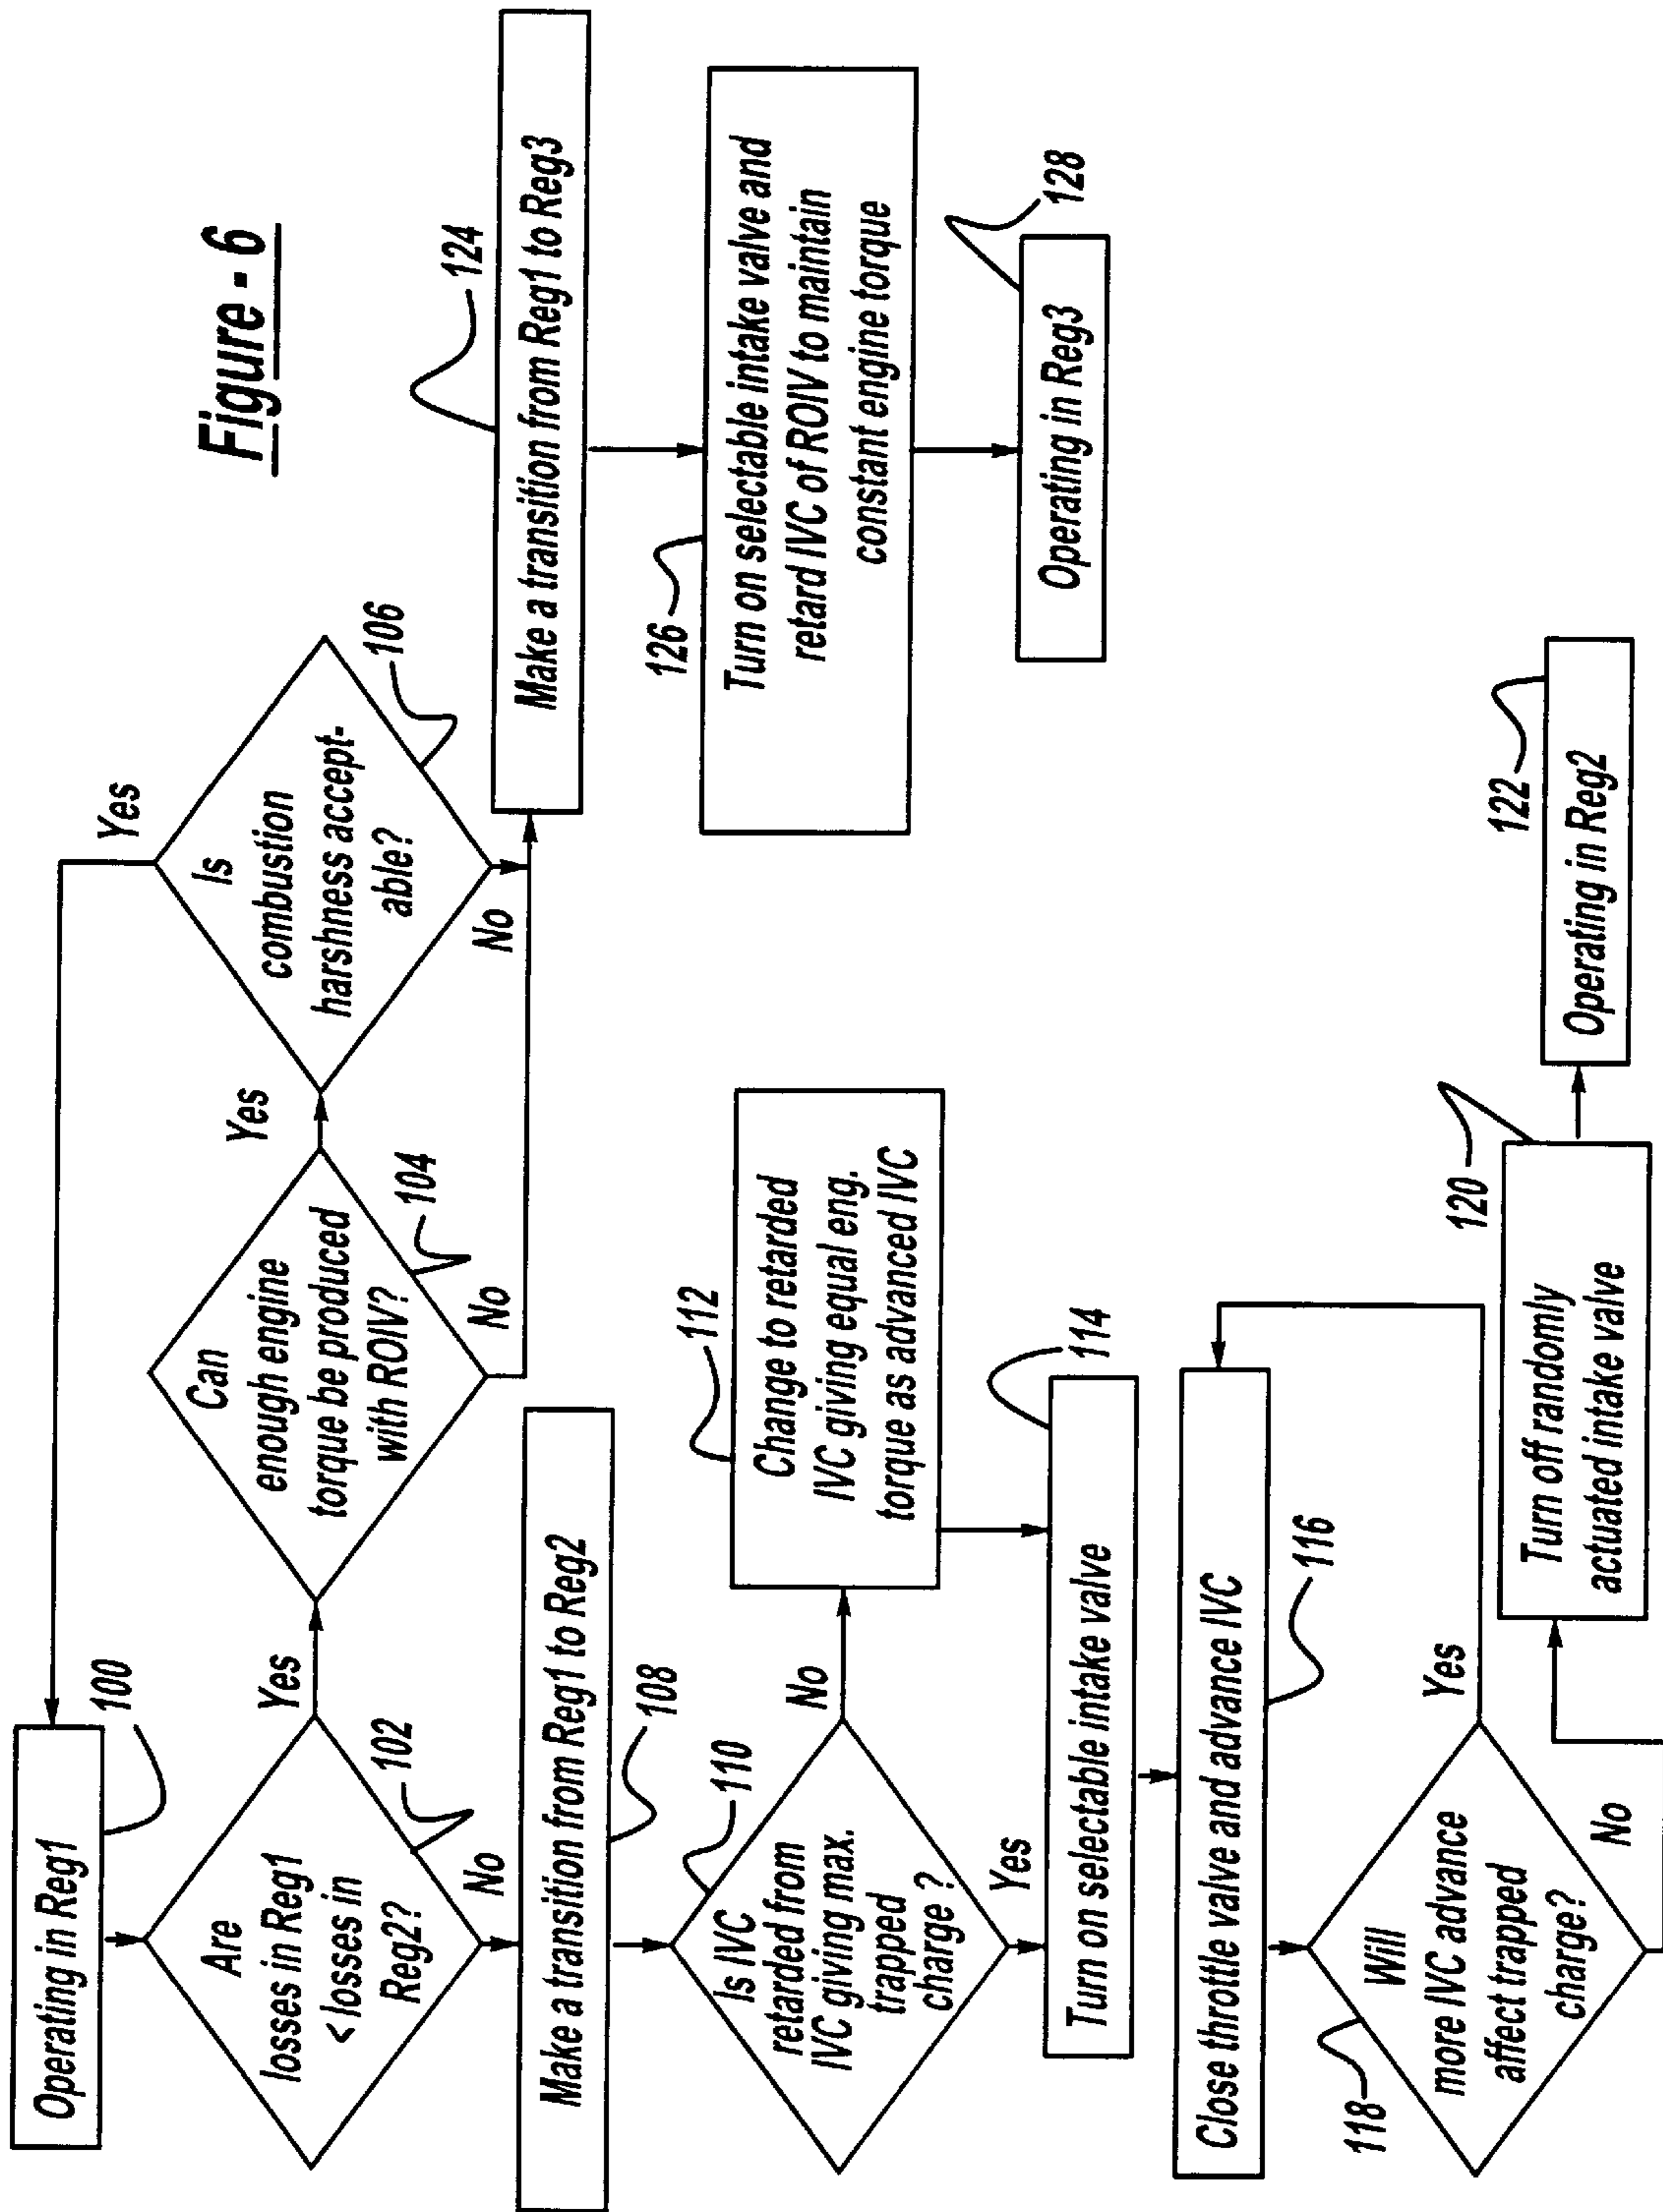 Figure - 6
Operating in Reg1
100
Are
losses in Reg1
< losses in
Reg2?
102
Yes
No
Can
enough engine
torque be produced
with ROIV?
104
Yes
No
Is
combustion
harshness accept-
able?
106
Yes
No
Make a transition from Reg1 to Reg2
108
Is IVC
retarded from
IVC giving max.
trapped
charge ?
110
No
Yes
Change to retarded
IVC giving equal eng.
torque as advanced IVC
112
Turn on selectable intake valve
114
Close throttle valve and advance IVC
116
Will
more IVC advance
affect trapped
charge?
118
Yes
No
Turn off randomly
actuated intake valve
120
Operating in Reg2
122
Make a transition from Reg1 to Reg3
124
Turn on selectable intake valve and
retard IVC of ROIV to maintain
constant engine torque
126
Operating in Reg3
128